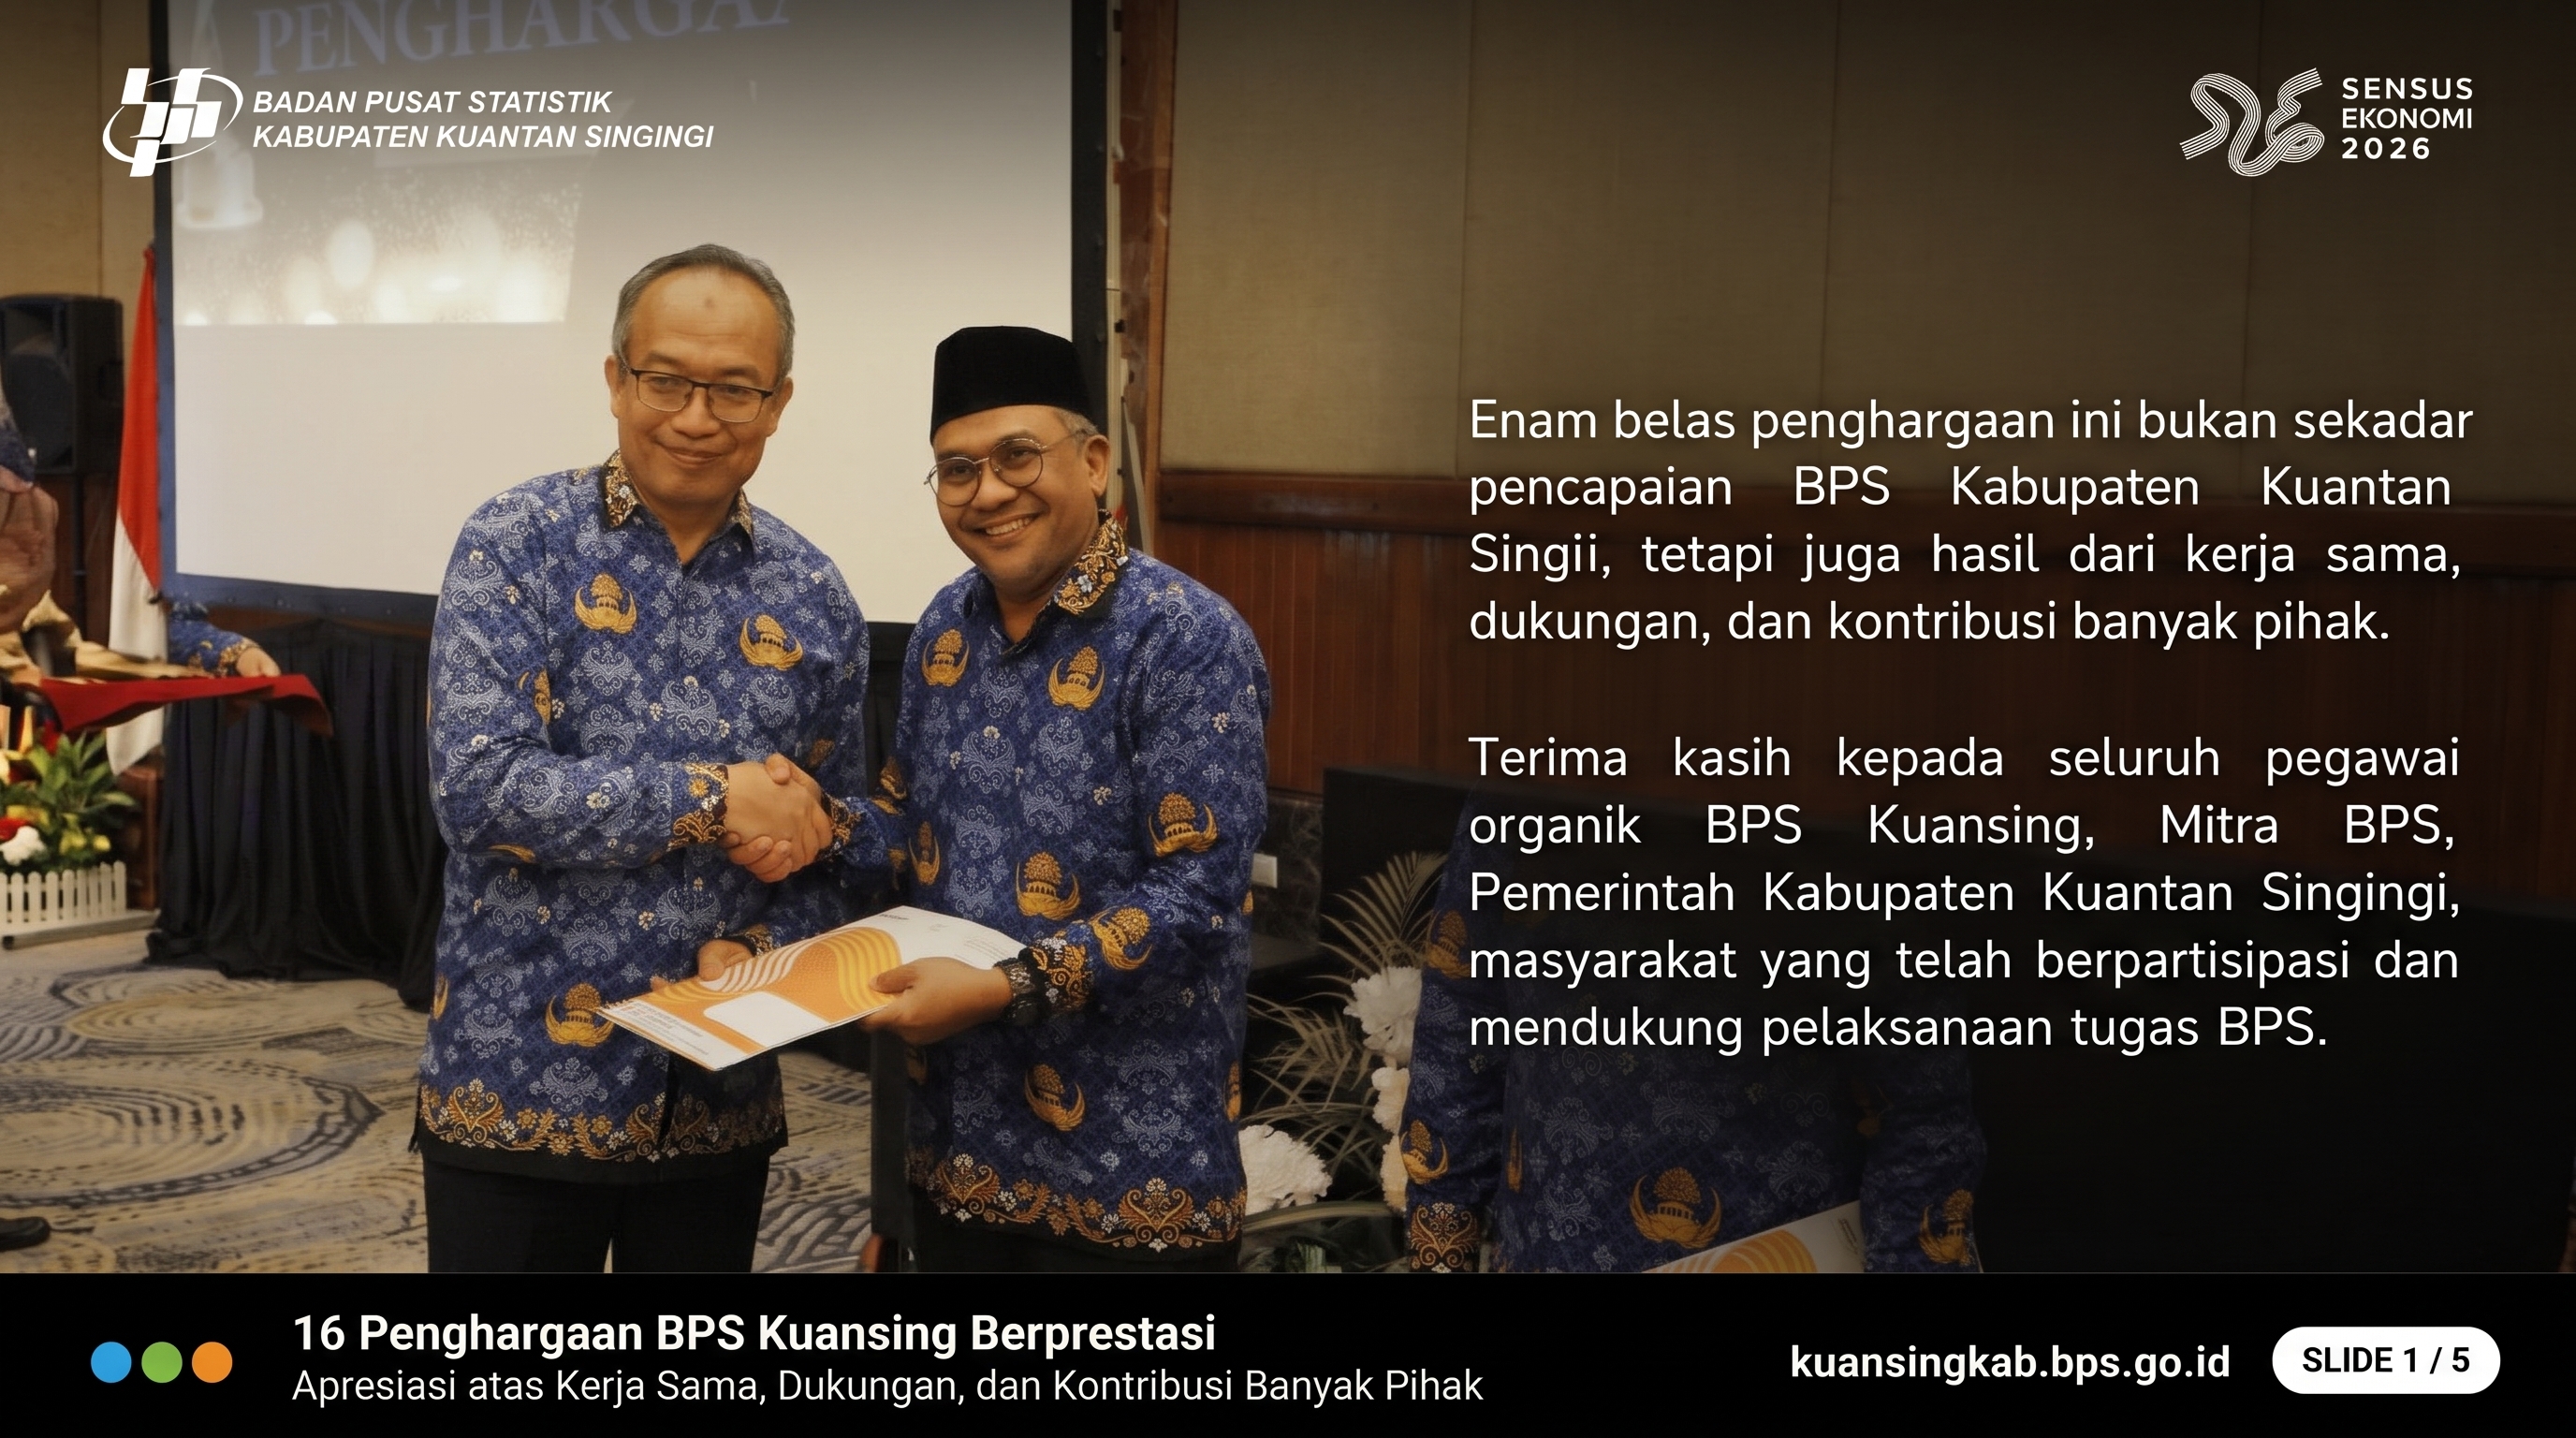 PENGHARGA
BADAN PUSAT STATISTIK
KABUPATEN KUANTAN SINGINGI
SENSUS
EKONOMI
2026
Enam belas penghargaan ini bukan sekadar
pencapaian BPS Kabupaten Kuantan
Singii, tetapi juga hasil dari kerja sama,
dukungan, dan kontribusi banyak pihak.
Terima kasih kepada seluruh pegawai
organik BPS Kuansing, Mitra BPS,
Pemerintah Kabupaten Kuantan Singingi,
masyarakat yang telah berpartisipasi dan
mendukung pelaksanaan tugas BPS.
16 Penghargaan BPS Kuansing Berprestasi
Apresiasi atas Kerja Sama, Dukungan, dan Kontribusi Banyak Pihak
kuansingkab.bps.go.id
SLIDE 1 / 5